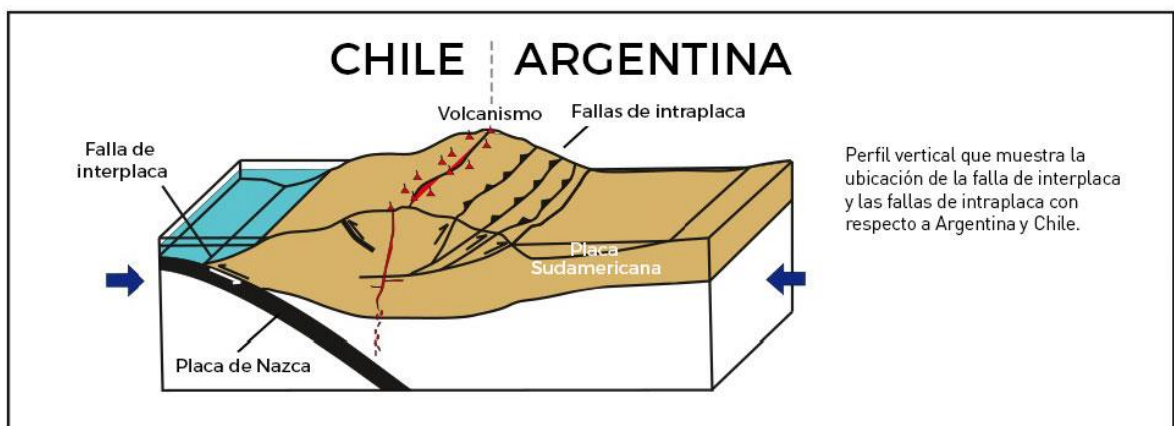 CHILE ARGENTINA
Volcanismo
Fallas de intraplaca
Falla de
interplaca
Placa
Sudamericana
Placa de Nazca
Perfil vertical que muestra la
ubicación de la falla de interplaca
y las fallas de intraplaca con
respecto a Argentina y Chile.